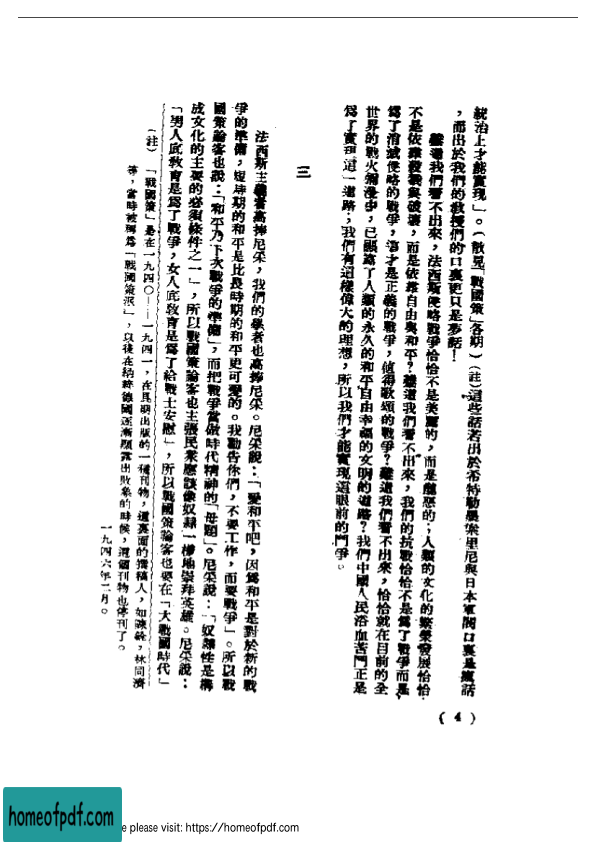 統治上才能實現」。（散見「戰國策」各期）（註）這些話若出於希特勒墨索里尼與日本軍閥口裏是瘋話
，而出於我們的教授們的口裏更只是夢話！
難道我們看不出來，法西斯侵略戰爭恰恰不是美麗的，而是醜惡的；人類的文化的繁榮發展恰恰
不是依靠殺戮與破壞，而是依靠自由與和平？難道我們看不出來，我們的抗戰恰恰不是為了戰爭而是
為了消滅侵略的戰爭，這才是正義的戰爭，值得歌頌的戰爭？難道我們看不出來，恰恰就在目前的全
世界的戰火瀰漫中，已顯露了人類的永久的和平自由幸福的文明的道路？我們中國人民浴血苦鬥正是
為了實現這一道路；我們有這樣偉大的理想，所以我們才能實現這眼前的鬥爭。
三
法西斯主義者高捧尼采，我們的學者也高捧尼采。尼采說：「愛和平吧，因為和平是對於新的戰
爭的準備，短時期的和平是比長時期的和平更可愛的。我勸告你們，不要工作，而要戰爭」。所以戰
國策論客也說：「和平乃下次戰爭的準備」，而把戰爭當做時代精神的「母題」。尼采說：「奴隸性是構
成文化的主要的必須條件之一」，所以戰國策論客也主張民眾應該像奴隸一樣地崇拜英雄。尼采說：
「男人底教育是為了戰爭，女人底教育是為了給戰士安慰」，所以戰國策論客也要在「大戰國時代」
（註）「戰國策」是在一九四〇——一九四一，在昆明出版的一種刊物，這裏面的撰稿人，如陳銓，林同濟
等，當時被稱為「戰國策派」，以後在納粹德國逐漸顯露出敗象的時候，這個刊物也停刊了。
一九四六年二月。
（4）
homeofpdf.com
e please visit: https://homeofpdf.com